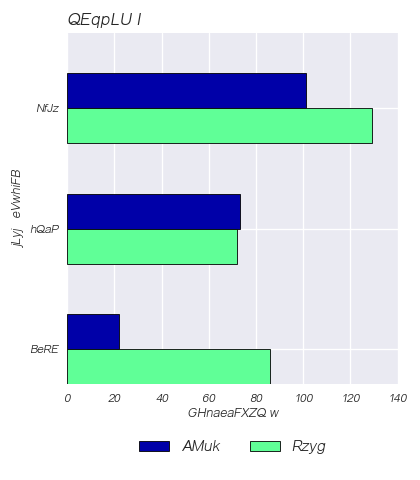 QEqpLU I
NfJz
hQaP
BeRE
jLyj eVwhiFB
0 20 40 60 80 100 120 140
GHnaeaFXZQ w
AMuk Rzyg